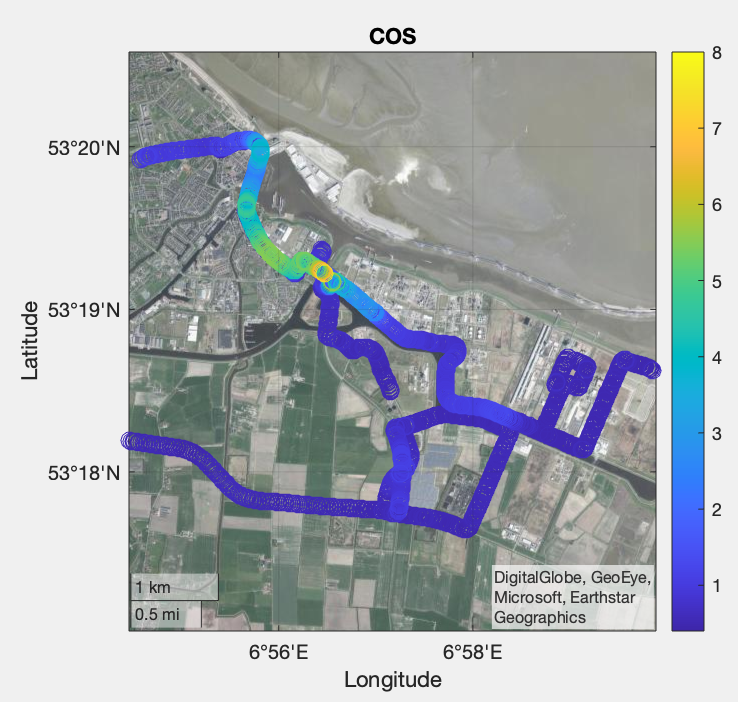 COS
8
7
6
5
4
3
2
1
53°20'N
53°19'N
53°18'N
Latitude
1 km
0.5 mi
DigitalGlobe, GeoEye,
Microsoft, Earthstar
Geographics
6°56'E
6°58'E
Longitude